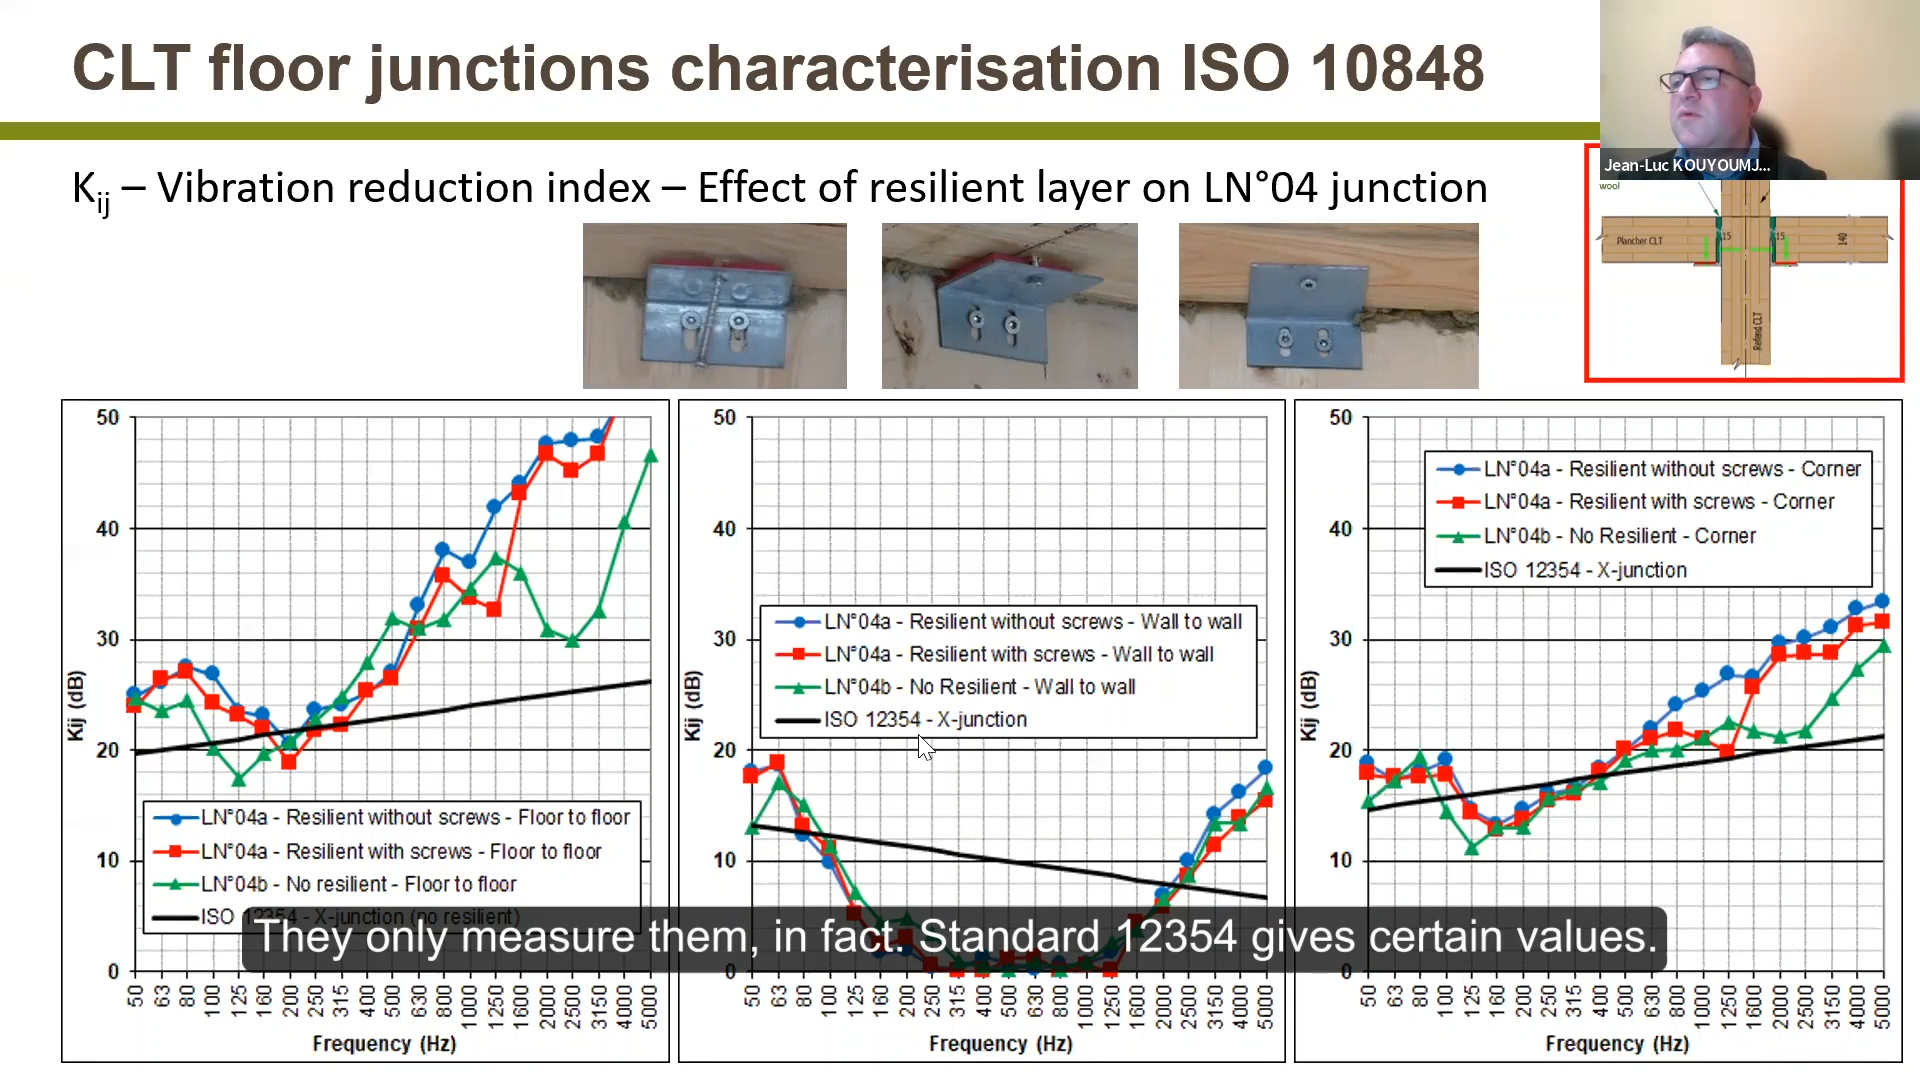 CLT floor junctions characterisation ISO 10848
Jean-Luc KOUYOUMJ...
Kij – Vibration reduction index – Effect of resilient layer on LN°04 junction
wool
Plancher CLT
15
15
140
Refend CLT
50
40
30
20
10
0
Kij (dB)
LN°04a - Resilient without screws - Floor to floor
LN°04a - Resilient with screws - Floor to floor
LN°04b - No resilient - Floor to floor
ISO 12354 - X-junction (no resilient)
50 63 80 100 125 160 200 250 315 400 500 630 800 1000 1250 1600 2000 2500 3150 4000 5000
Frequency (Hz)
50
40
30
20
10
0
Kij (dB)
LN°04a - Resilient without screws - Wall to wall
LN°04a - Resilient with screws - Wall to wall
LN°04b - No Resilient - Wall to wall
ISO 12354 - X-junction
50 63 80 100 125 160 200 250 315 400 500 630 800 1000 1250 1600 2000 2500 3150 4000 5000
Frequency (Hz)
50
40
30
20
10
0
Kij (dB)
LN°04a - Resilient without screws - Corner
LN°04a - Resilient with screws - Corner
LN°04b - No Resilient - Corner
ISO 12354 - X-junction
50 63 80 100 125 160 200 250 315 400 500 630 800 1000 1250 1600 2000 2500 3150 4000 5000
Frequency (Hz)
They only measure them, in fact. Standard 12354 gives certain values.